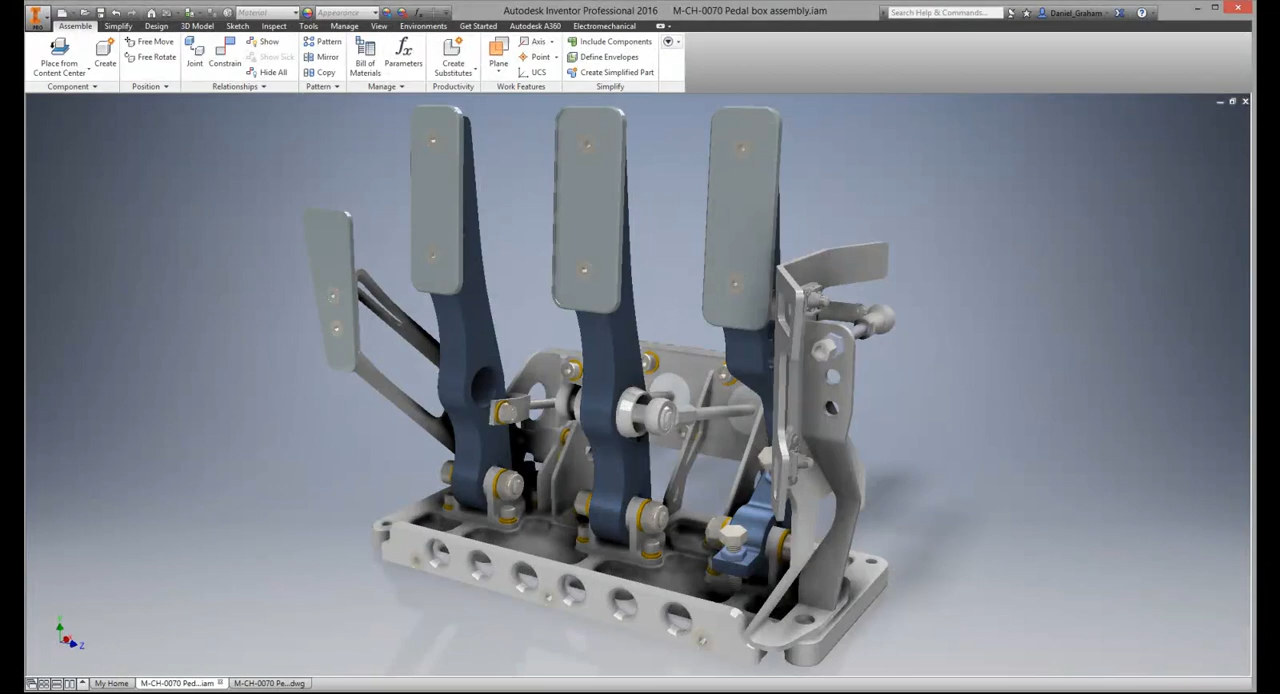 Material Appearance Autodesk Inventor Professional 2016 M-CH-0070 Pedal box assembly.iam Search Help & Commands... Daniel_Graham
PRO Assemble Simplify Design 3D Model Sketch Inspect Tools Manage View Environments Get Started Autodesk A360 Electromechanical
Place from Content Center
Create
Free Move
Free Rotate
Joint
Constrain
Show
Show Sick
Hide All
Pattern
Mirror
Copy
Bill of Materials
fx
Parameters
Create Substitutes
Plane
Axis
Point
UCS
Include Components
Define Envelopes
Create Simplified Part
Component Position Relationships Pattern Manage Productivity Work Features Simplify
Z
My Home M-CH-0070 Ped...iam M-CH-0070 Pe...dwg